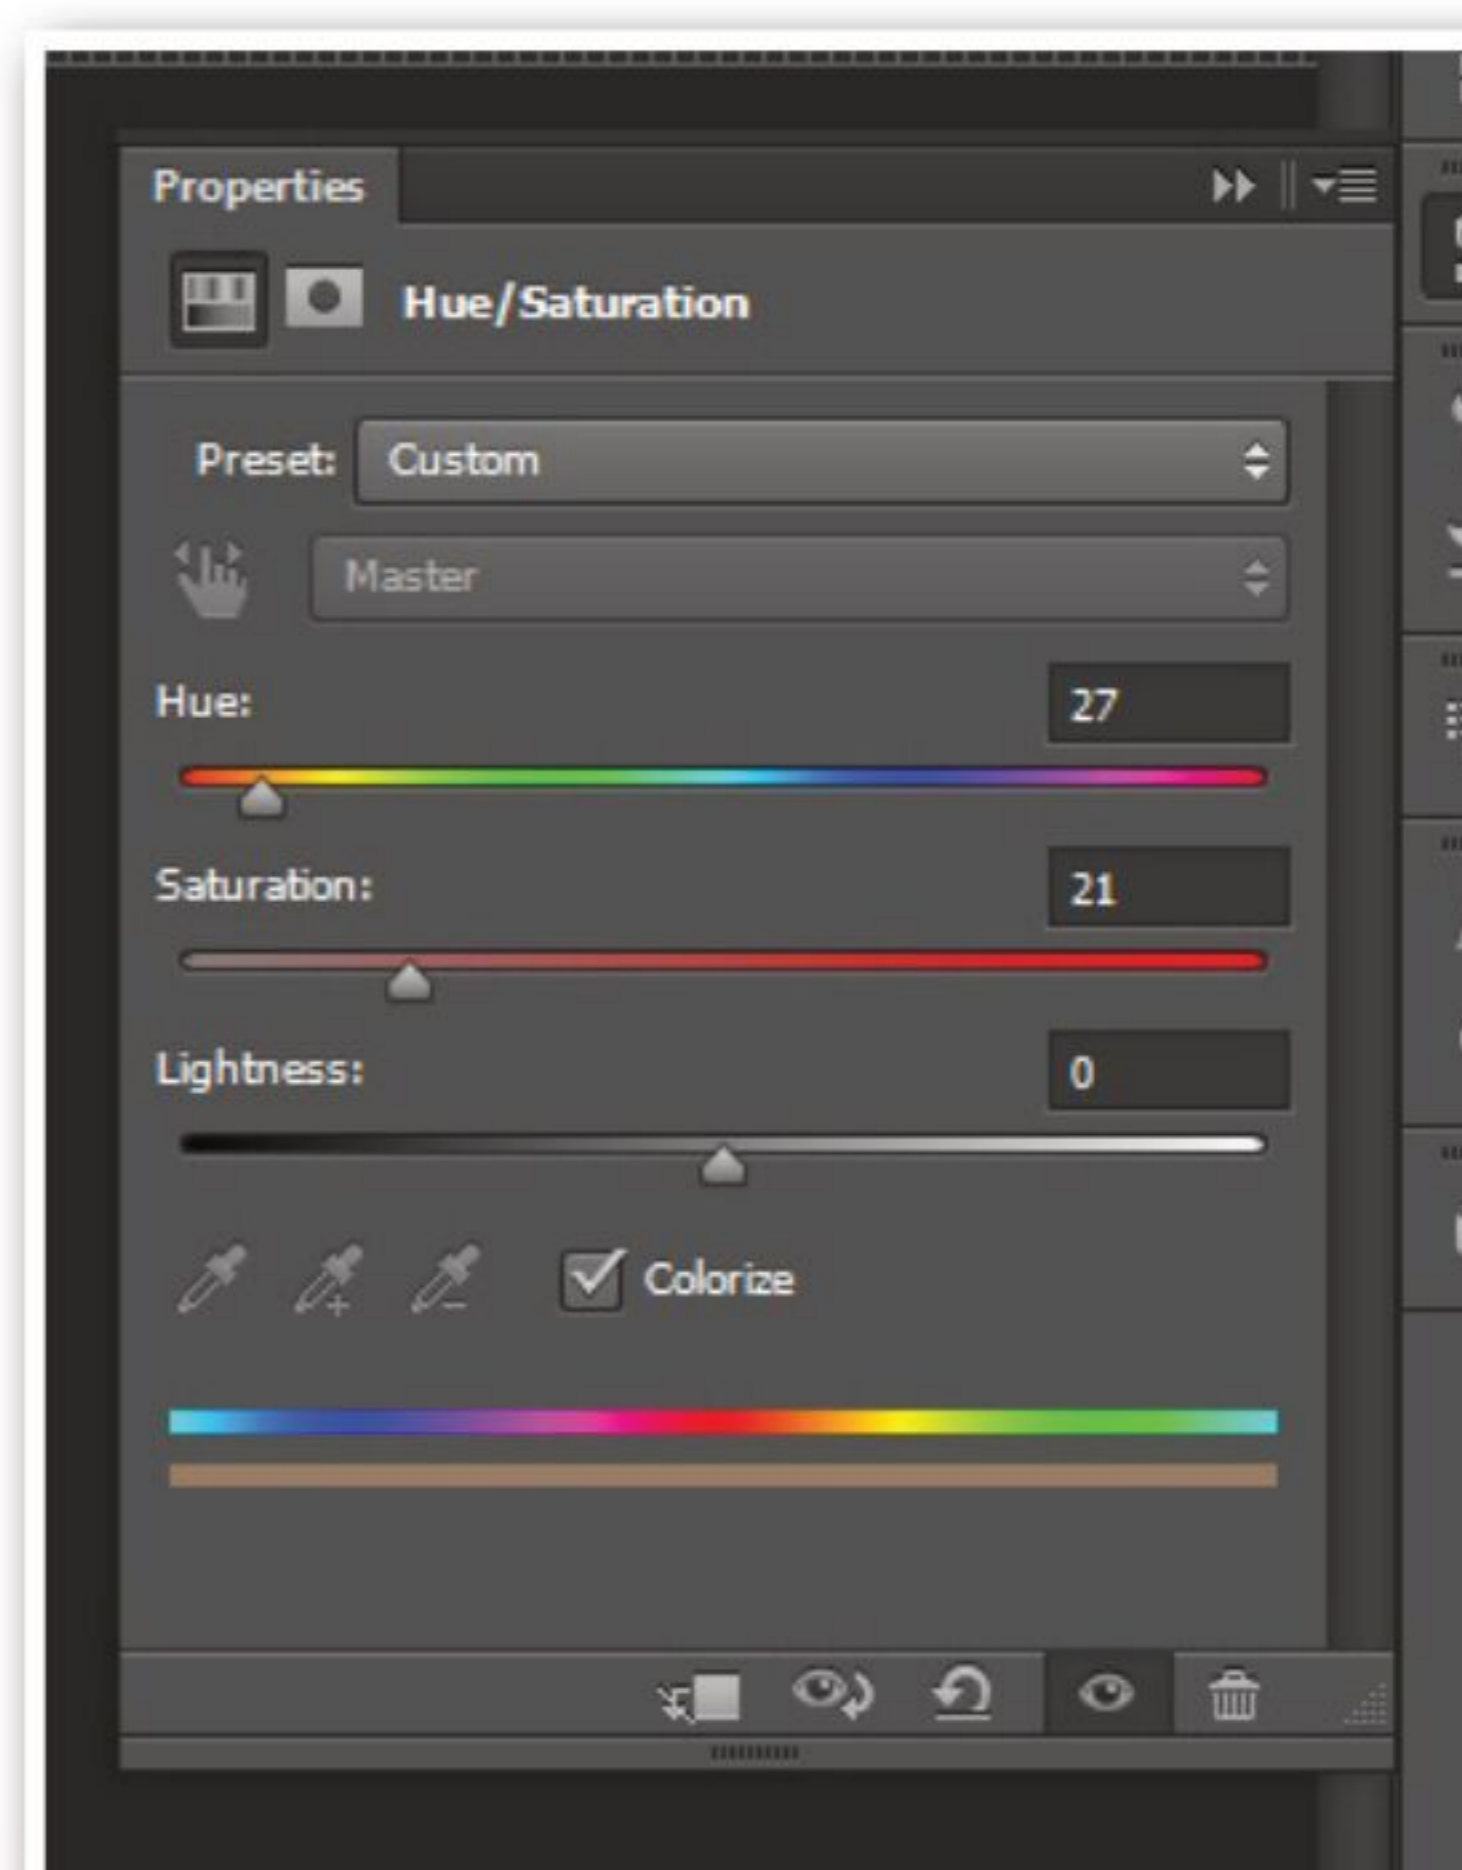 Properties
Hue/Saturation
Preset: Custom
Master
Hue: 27
Saturation: 21
Lightness: 0
Colorize